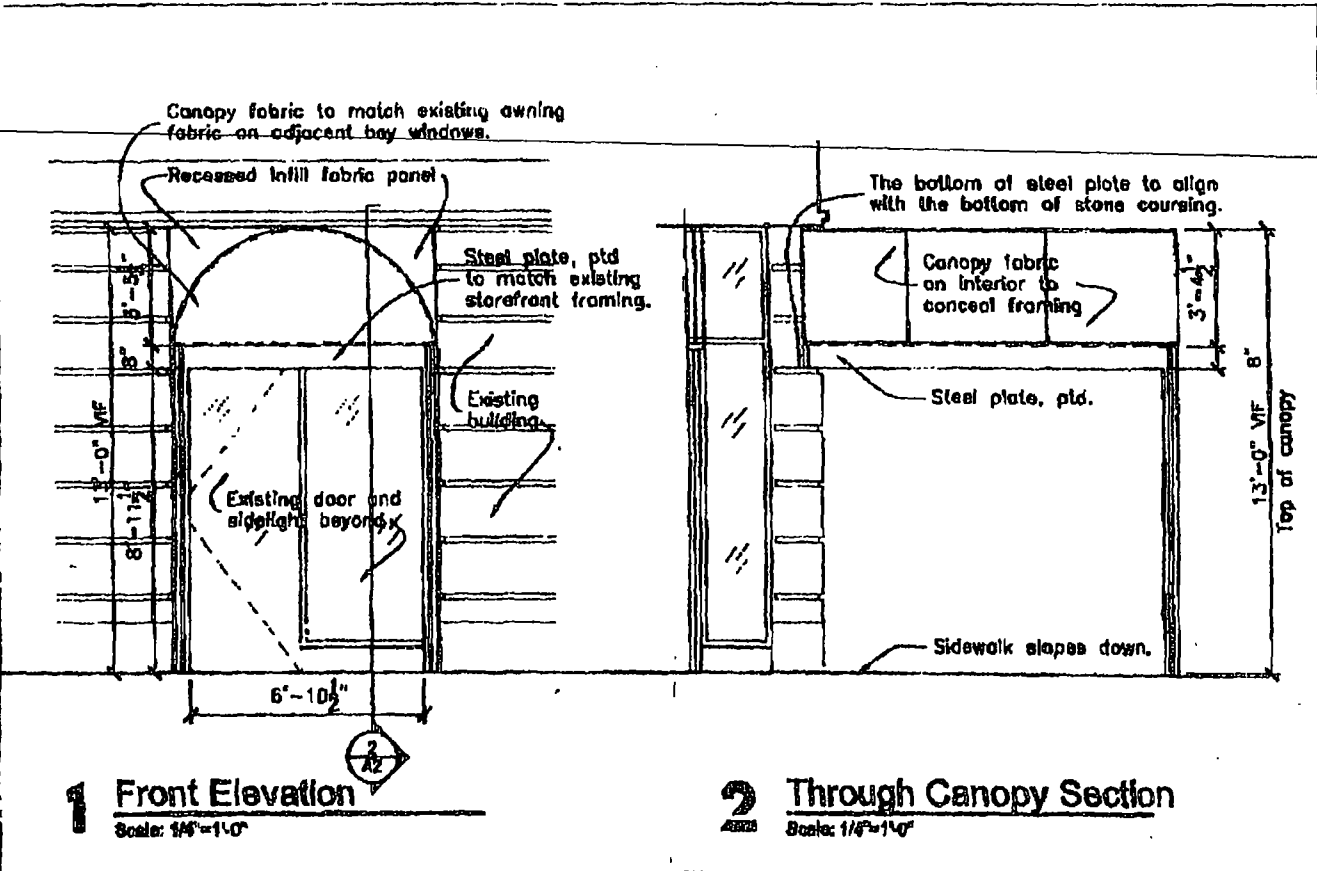 Canopy fabric to match existing awning
fabric on adjacent bay windows.
Recessed infill fabric panel
Steel plate, ptd
to match existing
storefront framing.
3'-5½"
8"
Existing
building.
13'-0" VIF
8'-11½"
Existing door and
sidelight beyond.
6'-10½"
2
A2
1 Front Elevation
Scale: 1/4"=1'-0"
The bottom of steel plate to align
with the bottom of stone coursing.
Canopy fabric
on interior to
conceal framing
3'-4½"
8"
Steel plate, ptd.
13'-0" VIF
Top of canopy
Sidewalk slopes down.
2 Through Canopy Section
Scale: 1/4"=1'-0"